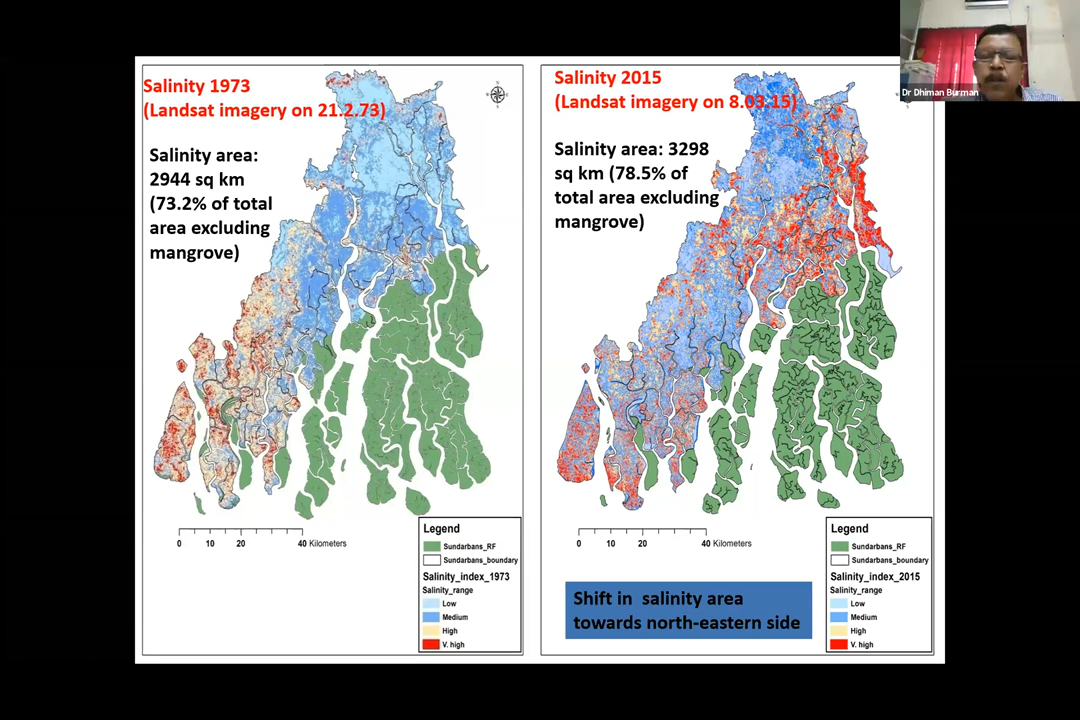 Salinity 1973
(Landsat imagery on 21.2.73)
Salinity area:
2944 sq km
(73.2% of total
area excluding
mangrove)
N
0 10 20 40 Kilometers
Legend
Sundarbans_RF
Sundarbans_boundary
Salinity_index_1973
Salinity_range
Low
Medium
High
V. high
Salinity 2015
(Landsat imagery on 8.03.15)
Salinity area: 3298
sq km (78.5% of
total area excluding
mangrove)
0 10 20 40 Kilometers
Legend
Sundarbans_RF
Sundarbans_boundary
Salinity_index_2015
Salinity_range
Low
Medium
High
V. high
Shift in salinity area
towards north-eastern side
Dr Dhiman Burman